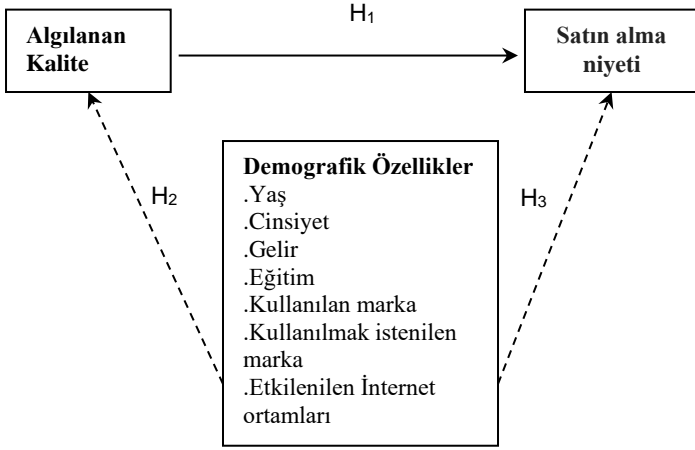 H₁
Algılanan
Kalite
Satın alma
niyeti
H₂
H₃
Demografik Özellikler
.Yaş
.Cinsiyet
.Gelir
.Eğitim
.Kullanılan marka
.Kullanılmak istenilen
marka
.Etkilenilen İnternet
ortamları